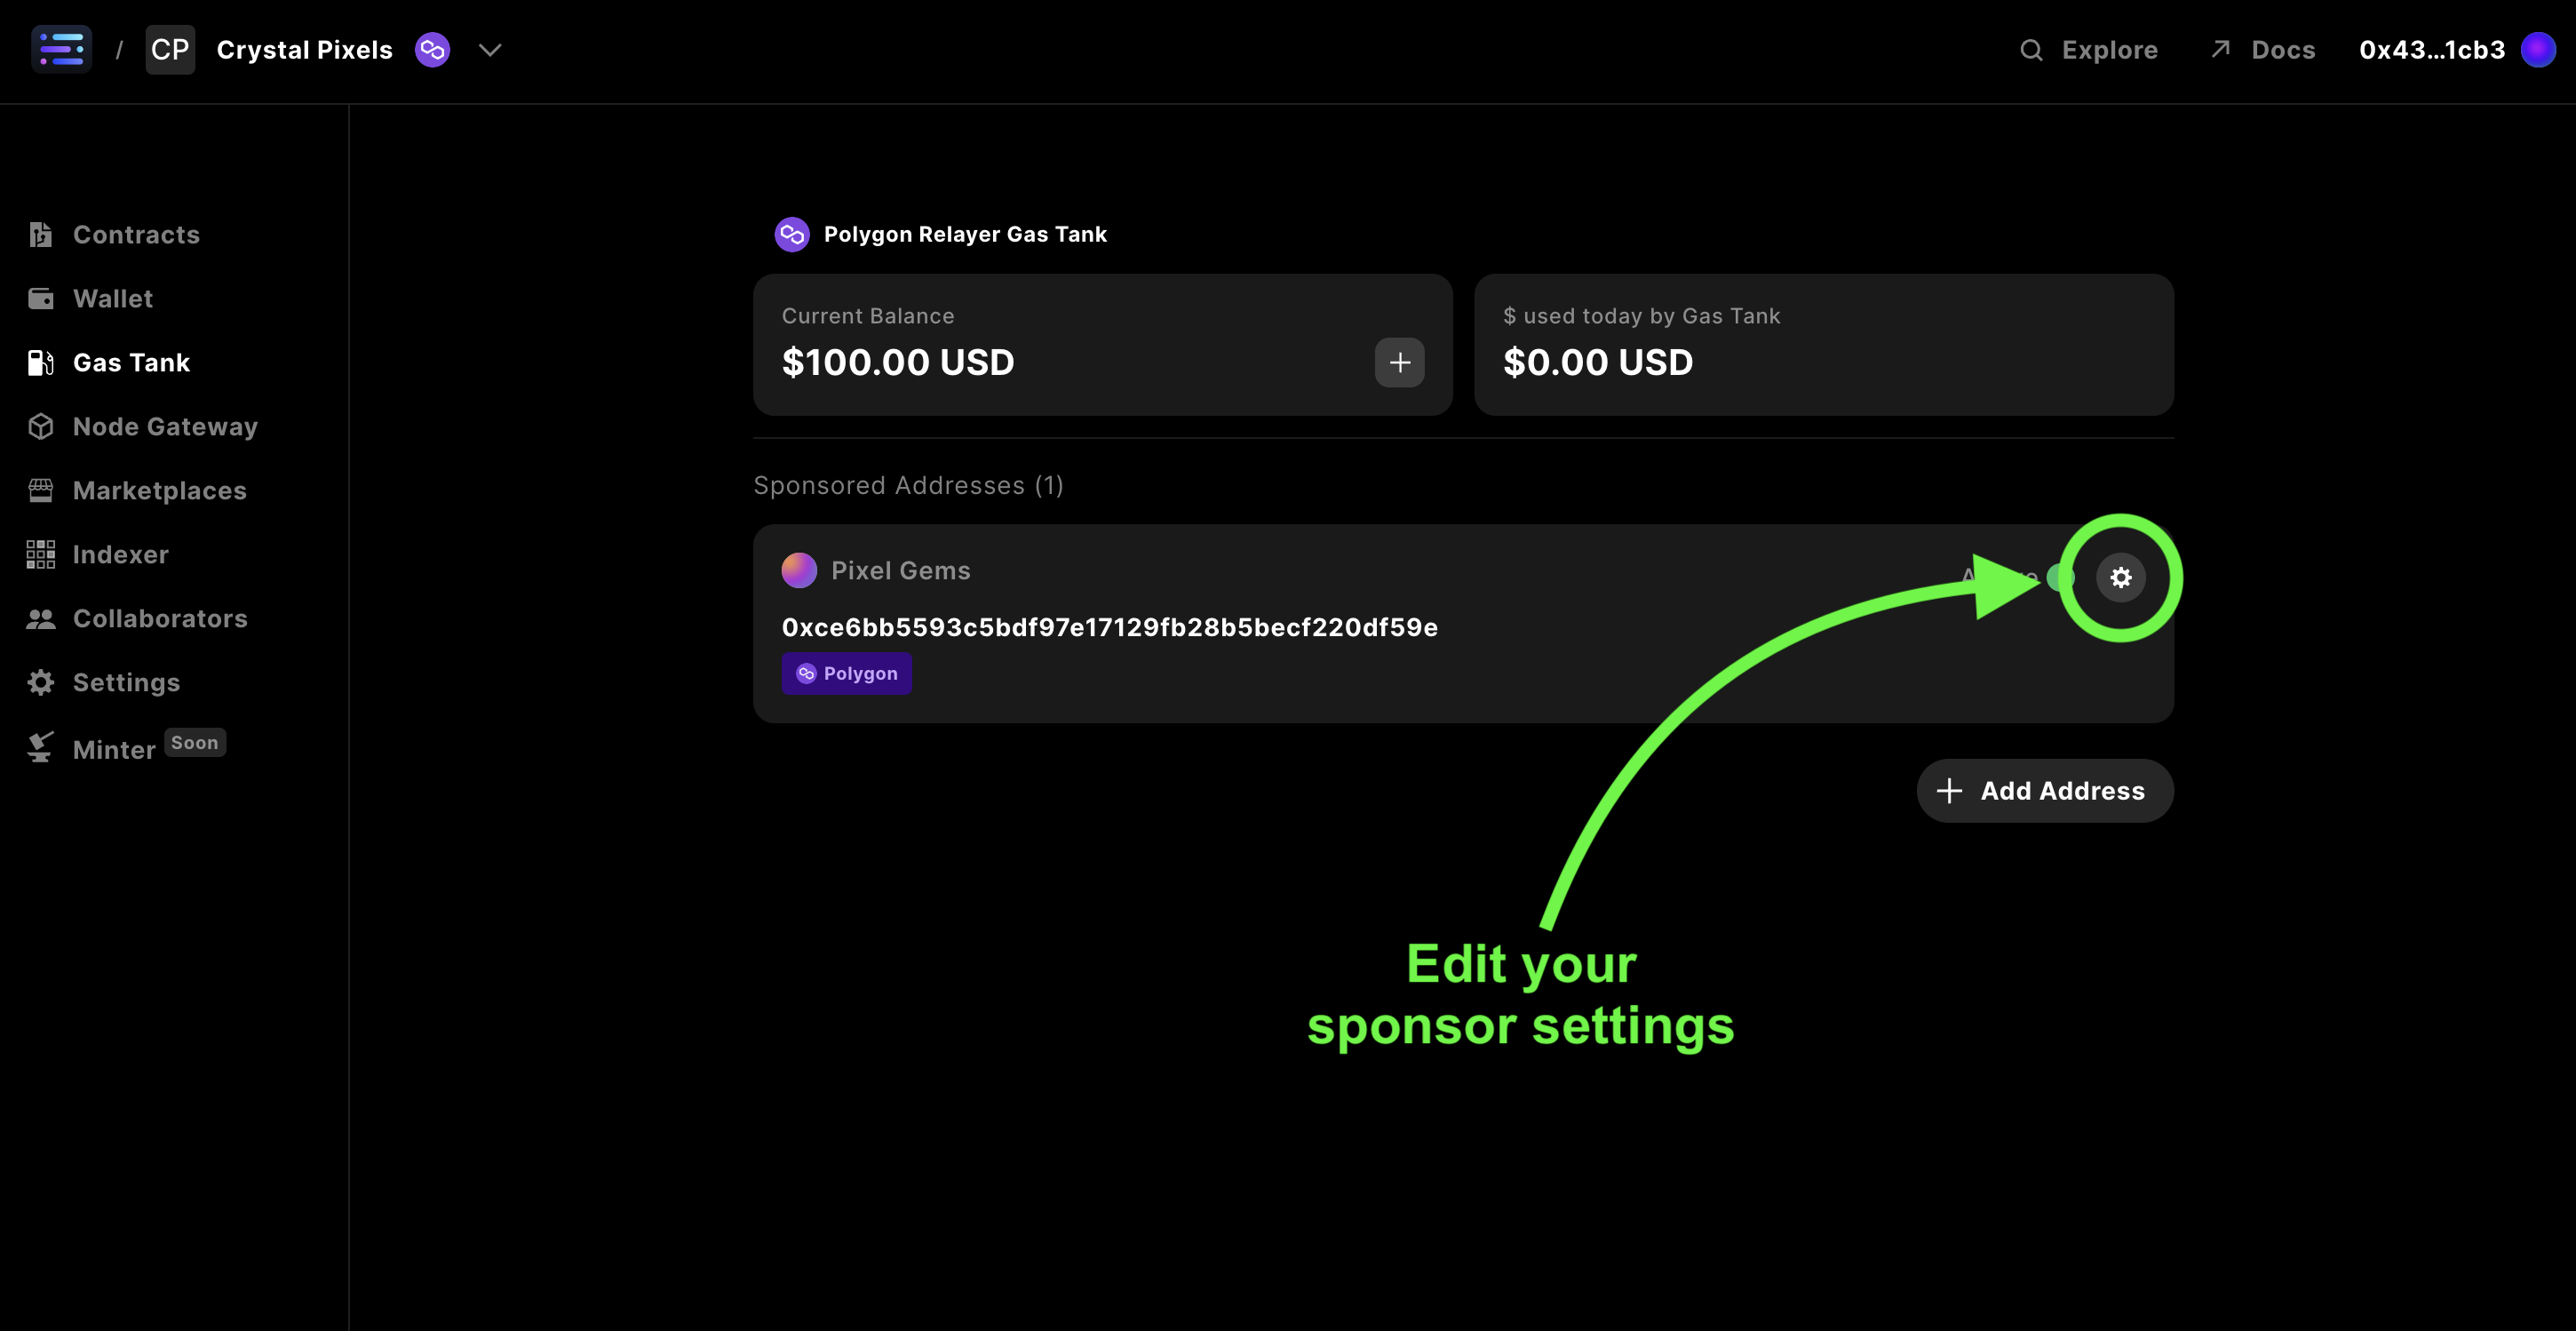 / CP Crystal Pixels
Explore Docs 0x43...1cb3
Contracts
Wallet
Gas Tank
Node Gateway
Marketplaces
Indexer
Collaborators
Settings
Minter Soon
Polygon Relayer Gas Tank
Current Balance
$100.00 USD
$ used today by Gas Tank
$0.00 USD
Sponsored Addresses (1)
Pixel Gems
0xce6bb5593c5bdf97e17129fb28b5becf220df59e
Polygon
Add Address
Edit your
sponsor settings